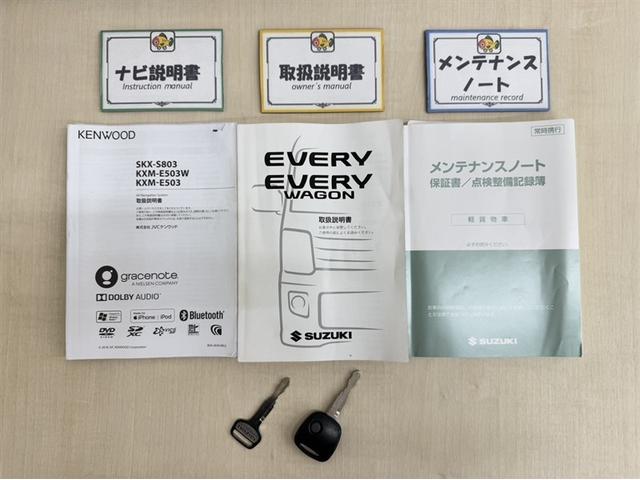 ナビ説明書
Instruction manual
取扱説明書
owner's manual
メンテナンス
ノート
maintenance record
KENWOOD
SKX-S803
KXM-E503W
KXM-E503
取扱説明書
株式会社 JVCケンウッド
gracenote.
A NIELSEN COMPANY
DOLBY AUDIO
iPhone | iPod
Bluetooth
DVD
EVERY
EVERY
WAGON
取扱説明書
SUZUKI
常時携行
メンテナンスノート
保証書／点検整備記録簿
軽貨物車
SUZUKI